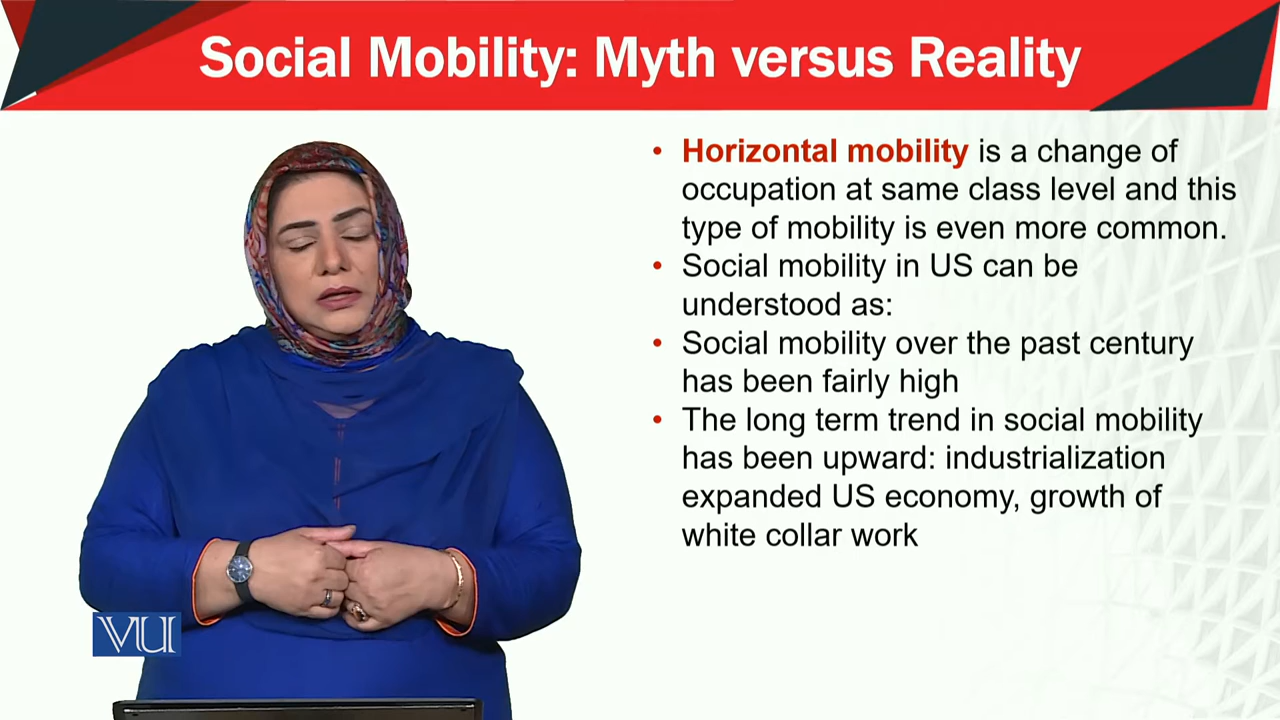 Social Mobility: Myth versus Reality
• Horizontal mobility is a change of
occupation at same class level and this
type of mobility is even more common.
• Social mobility in US can be
understood as:
• Social mobility over the past century
has been fairly high
• The long term trend in social mobility
has been upward: industrialization
expanded US economy, growth of
white collar work
VU